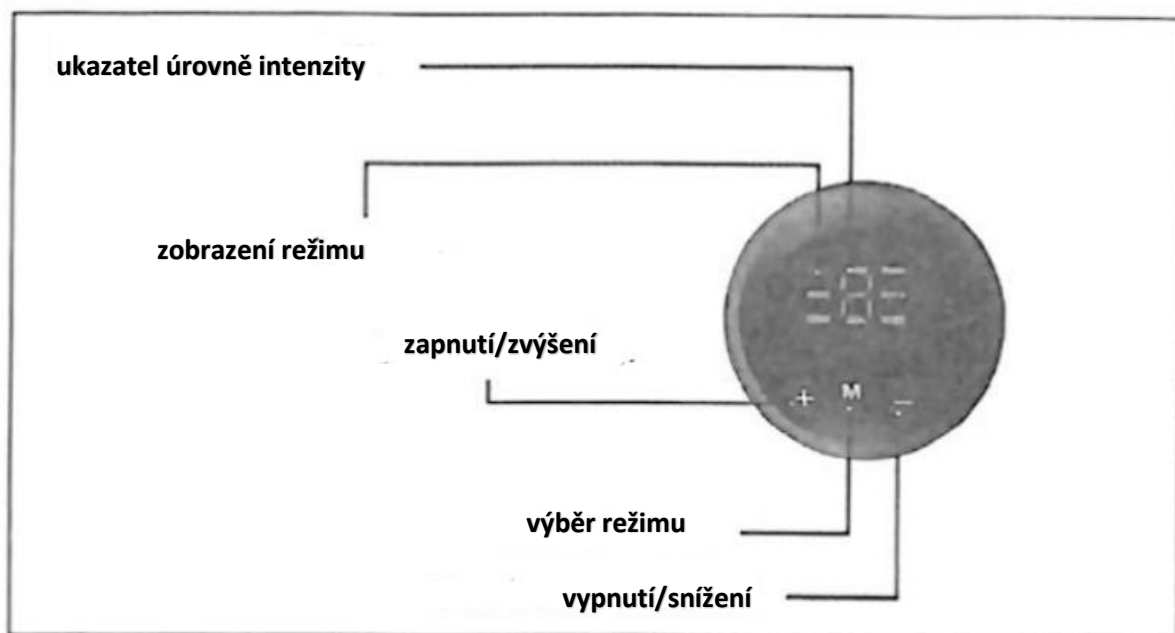 ukazatel úrovně intenzity
zobrazení režimu
zapnutí/zvýšení
+ M −
výběr režimu
vypnutí/snížení